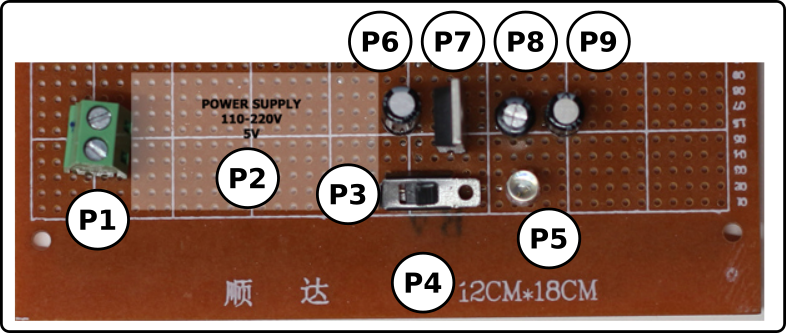 P6 P7 P8 P9
POWER SUPPLY
110-220V
5V
P2
P3
P1
P5
P4
顺 达 12CM*18CM